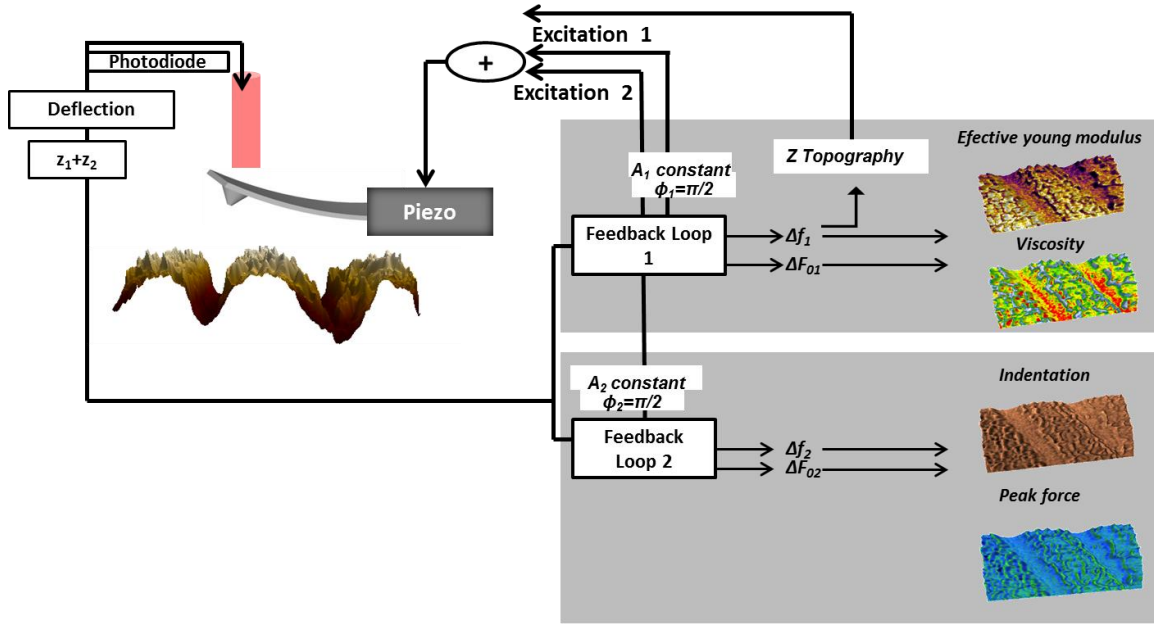 Excitation 1
+
Excitation 2
Photodiode
Deflection
z₁+z₂
Piezo
Efective young modulus
Z Topography
A₁ constant
ϕ₁=π/2
Feedback Loop
1
Δf₁
ΔF₀₁
Viscosity
A₂ constant
ϕ₂=π/2
Feedback
Loop 2
Δf₂
ΔF₀₂
Indentation
Peak force